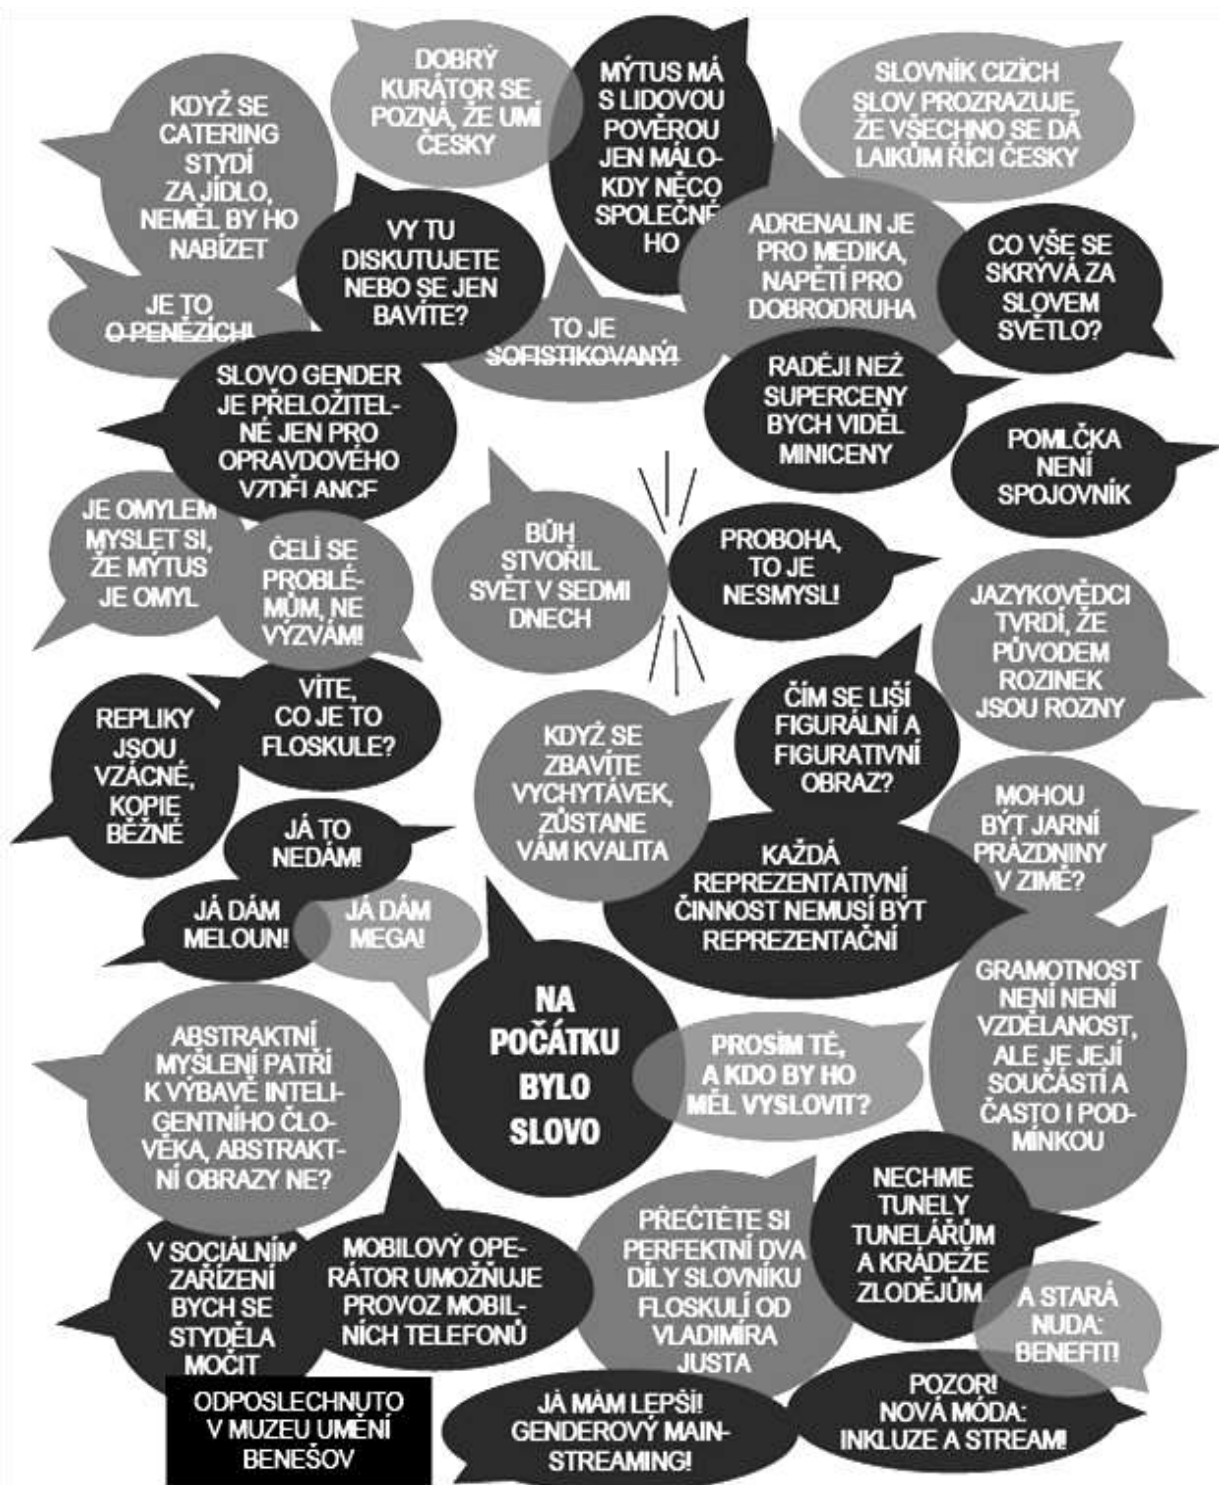 KDYŽ SE
CATERING
STYDÍ
ZA JÍDLO,
NEMĚL BY HO
NABÍZET
DOBRÝ
KURÁTOR SE
POZNÁ, ŽE UMÍ
ČESKY
MÝTUS MÁ
S LIDOVOU
POVĚROU
JEN MÁLO-
KDY NĚCO
SPOLEČNÉ-
HO
SLOVNÍK CIZÍCH
SLOV PROZRAZUJE,
ŽE VŠECHNO SE DÁ
LAIKŮM ŘÍCI ČESKY
VY TU
DISKUTUJETE
NEBO SE JEN
BAVÍTE?
ADRENALIN JE
PRO MEDIKA,
NAPĚTÍ PRO
DOBRODRUHA
CO VŠE SE
SKRÝVÁ ZA
SLOVEM
SVĚTLO?
JE TO
O PENĚZÍCH!
TO JE
SOFISTIKOVANÝ!
SLOVO GENDER
JE PŘELOŽITEL-
NÉ JEN PRO
OPRAVDOVÉHO
VZDĚLANCE
RADĚJI NEŽ
SUPERCENY
BYCH VIDĚL
MINICENY
POMLČKA
NENÍ
SPOJOVNÍK
JE OMYLEM
MYSLET SI,
ŽE MÝTUS
JE OMYL
ČELÍ SE
PROBLÉ-
MŮM, NE
VÝZVÁM!
BŮH
STVOŘIL
SVĚT V SEDMI
DNECH
PROBOHA,
TO JE
NESMYSL!
JAZYKOVĚDCI
TVRDÍ, ŽE
PŮVODEM
ROZINEK
JSOU ROZNY
REPLIKY
JSOU
VZÁCNÉ,
KOPIE
BĚŽNÉ
VÍTE,
CO JE TO
FLOSKULE?
KDYŽ SE
ZBAVÍTE
VYCHYTÁVEK,
ZŮSTANE
VÁM KVALITA
ČÍM SE LIŠÍ
FIGURÁLNÍ A
FIGURATIVNÍ
OBRAZ?
MOHOU
BÝT JARNÍ
PRÁZDNINY
V ZIMĚ?
JÁ TO
NEDÁM!
KAŽDÁ
REPREZENTATIVNÍ
ČINNOST NEMUSÍ BÝT
REPREZENTAČNÍ
JÁ DÁM
MELOUN!
JÁ DÁM
MEGA!
NA
POČÁTKU
BYLO
SLOVO
PROSÍM TĚ,
A KDO BY HO
MĚL VYSLOVIT?
GRAMOTNOST
NENÍ NENÍ
VZDĚLANOST,
ALE JE JEJÍ
SOUČÁSTÍ A
ČASTO I POD-
MÍNKOU
ABSTRAKTNÍ
MYŠLENÍ PATŘÍ
K VÝBAVĚ INTELI-
GENTNÍHO ČLO-
VĚKA, ABSTRAKT-
NÍ OBRAZY NE?
V SOCIÁLNÍM
ZAŘÍZENÍ
BYCH SE
STYDĚLA
MOČIT
MOBILOVÝ OPE-
RÁTOR UMOŽŇUJE
PROVOZ MOBIL-
NÍCH TELEFONŮ
PŘEČTĚTE SI
PERFEKTNÍ DVA
DÍLY SLOVNÍKU
FLOSKULÍ OD
VLADIMÍRA
JUSTA
NECHME
TUNELY
TUNELÁŘŮM
A KRÁDEŽE
ZLODĚJŮM
A STARÁ
NUDA:
BENEFIT!
ODPOSLECHNUTO
V MUZEU UMĚNÍ
BENEŠOV
JÁ MÁM LEPŠÍ!
GENDEROVÝ MAIN-
STREAMING!
POZOR!
NOVÁ MÓDA:
INKLUZE A STREAM!